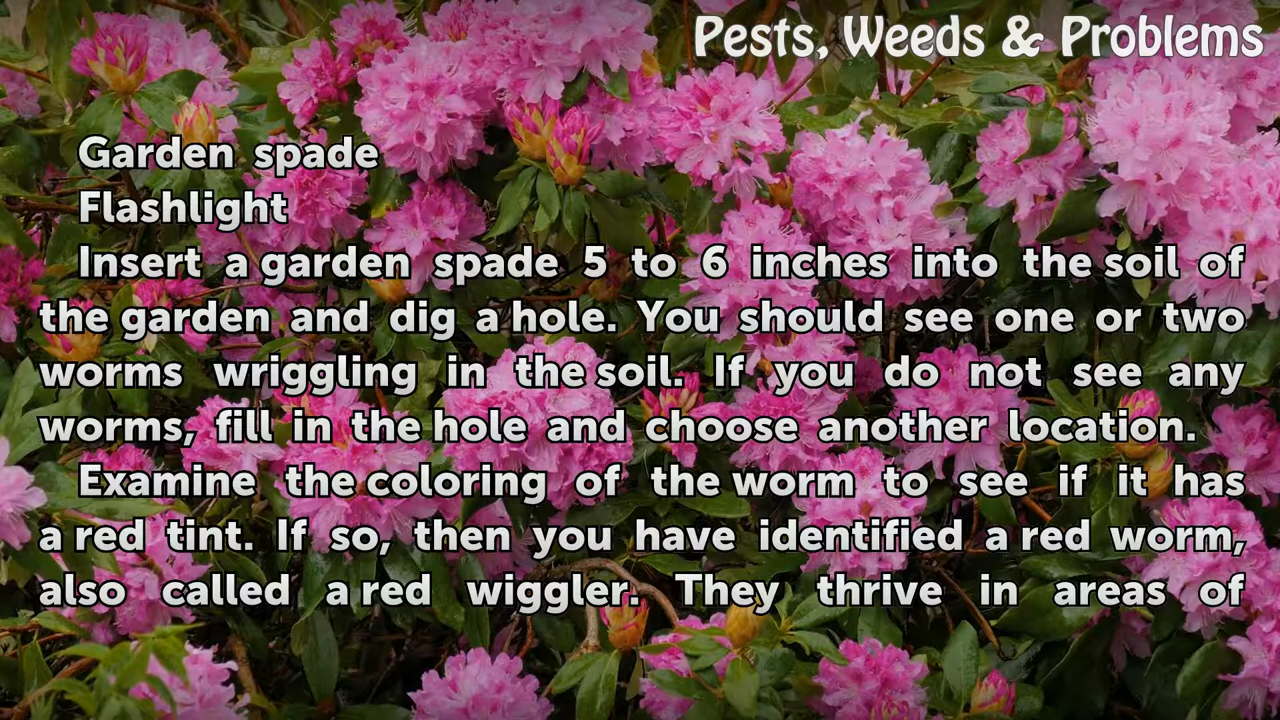 Pests, Weeds & Problems
Garden spade
Flashlight
Insert a garden spade 5 to 6 inches into the soil of
the garden and dig a hole. You should see one or two
worms wriggling in the soil. If you do not see any
worms, fill in the hole and choose another location.
Examine the coloring of the worm to see if it has
a red tint. If so, then you have identified a red worm,
also called a red wiggler. They thrive in areas of